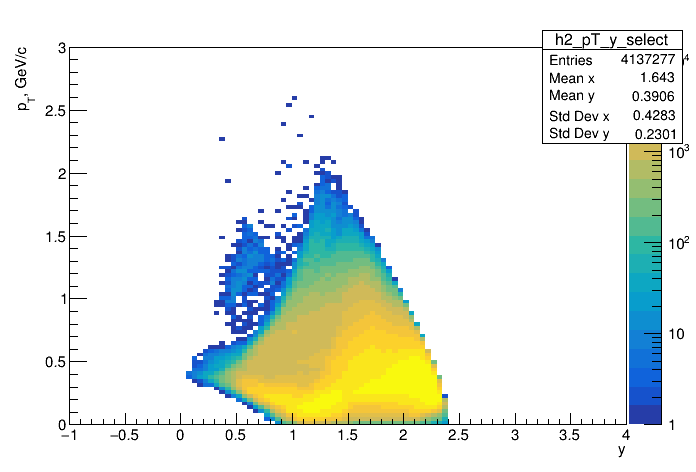 h2_pT_y_select
Entries 4137277
Mean x 1.643
Mean y 0.3906
Std Dev x 0.4283
Std Dev y 0.2301
p_T, GeV/c
3
2.5
2
1.5
1
0.5
0
−1 −0.5 0 0.5 1 1.5 2 2.5 3 3.5 4
y
4
10³
10²
10
1